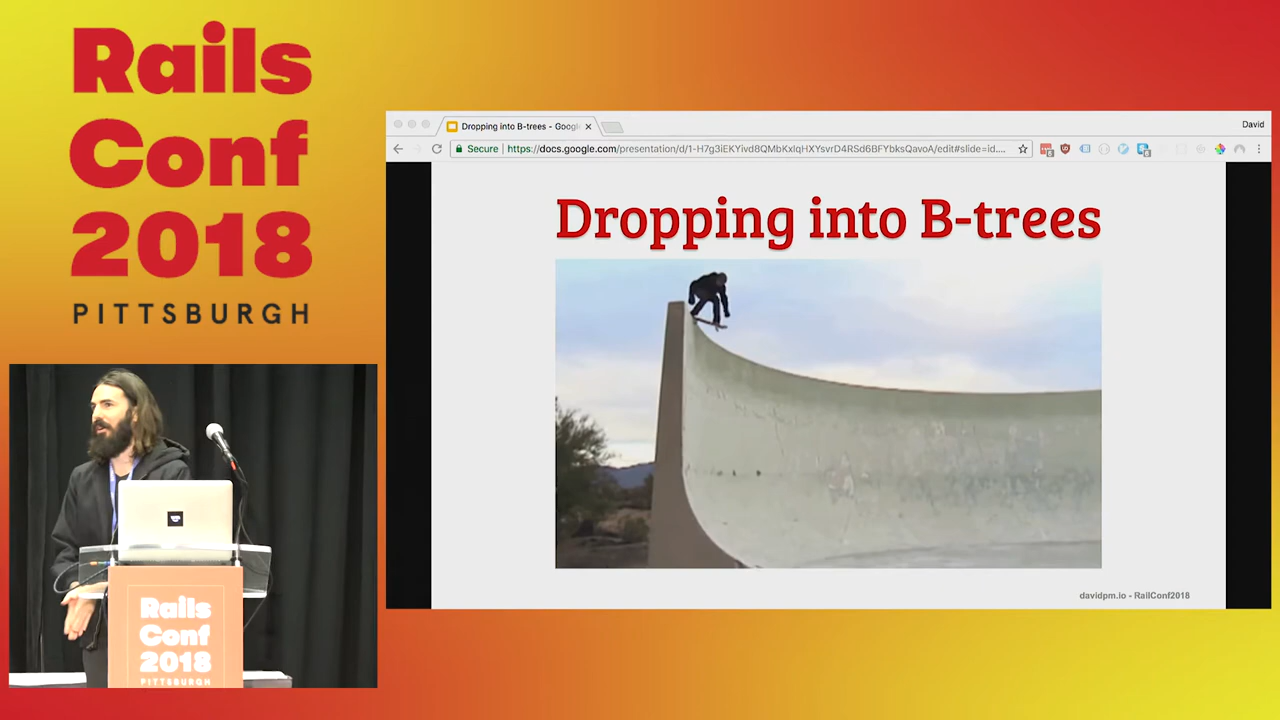 Rails
Conf
2018
PITTSBURGH
Dropping into B-trees - Googl
David
Secure
https://docs.google.com/presentation/d/1-H7g3iEKYivd8QMbKxlqHXYsvrD4RSd6BFYbksQavoA/edit#slide=id....
Dropping into B-trees
davidpm.io - RailConf2018
Rails
Conf
2018
PITTSBURGH